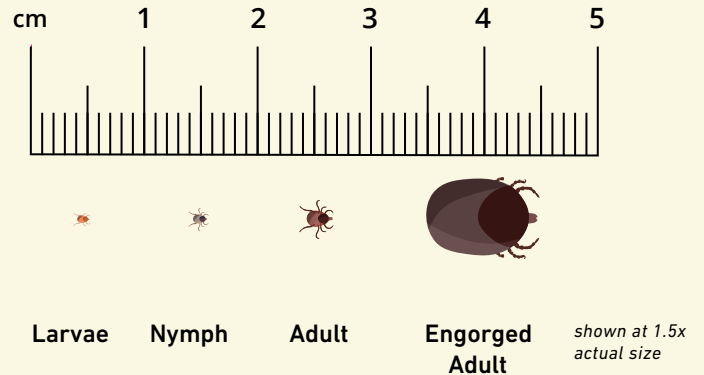 cm 1 2 3 4 5
Larvae Nymph Adult Engorged Adult
shown at 1.5x
actual size